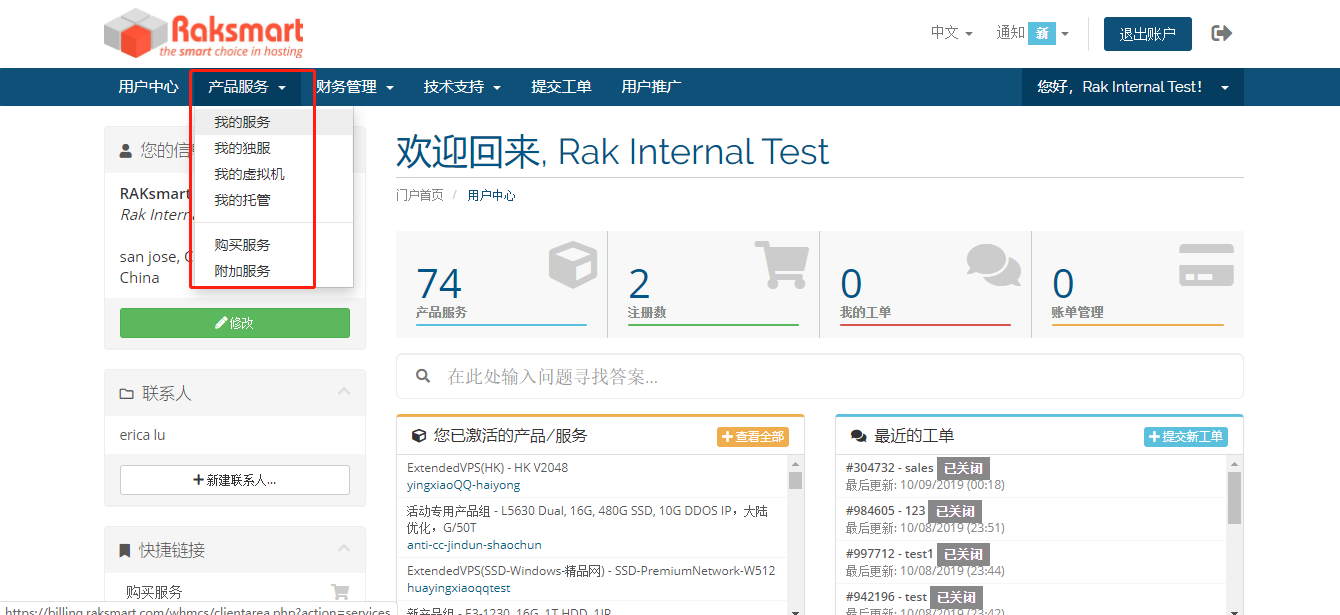 Raksmart
the smart choice in hosting
中文
通知 新
退出账户
用户中心 产品服务 财务管理 技术支持 提交工单 用户推广
您好，Rak Internal Test!
我的服务
我的独服
我的虚拟机
我的托管
购买服务
附加服务
您的信
RAKsmart
Rak Intern
san jose, C
China
修改
联系人
erica lu
+新建联系人...
快捷链接
购买服务
https://billing.raksmart.com/whmcs/clientarea.php?action=services
欢迎回来, Rak Internal Test
门户首页 / 用户中心
74
产品服务
2
注册数
0
我的工单
0
账单管理
在此处输入问题寻找答案...
您已激活的产品/服务
+查看全部
ExtendedVPS(HK) - HK V2048
yingxiaoQQ-haiyong
活动专用产品组 - L5630 Dual, 16G, 480G SSD, 10G DDOS IP，大陆
优化，G/50T
anti-cc-jindun-shaochun
ExtendedVPS(SSD-Windows-精品网) - SSD-PremiumNetwork-W512
huayingxiaoqqtest
新产品组 - E3-1230, 16G, 1T HDD, 1IP
最近的工单
+提交新工单
#304732 - sales 已关闭
最后更新: 10/09/2019 (00:18)
#984605 - 123 已关闭
最后更新: 10/08/2019 (23:51)
#997712 - test1 已关闭
最后更新: 10/08/2019 (23:44)
#942196 - test 已关闭
最后更新: 10/08/2019 (23:42)